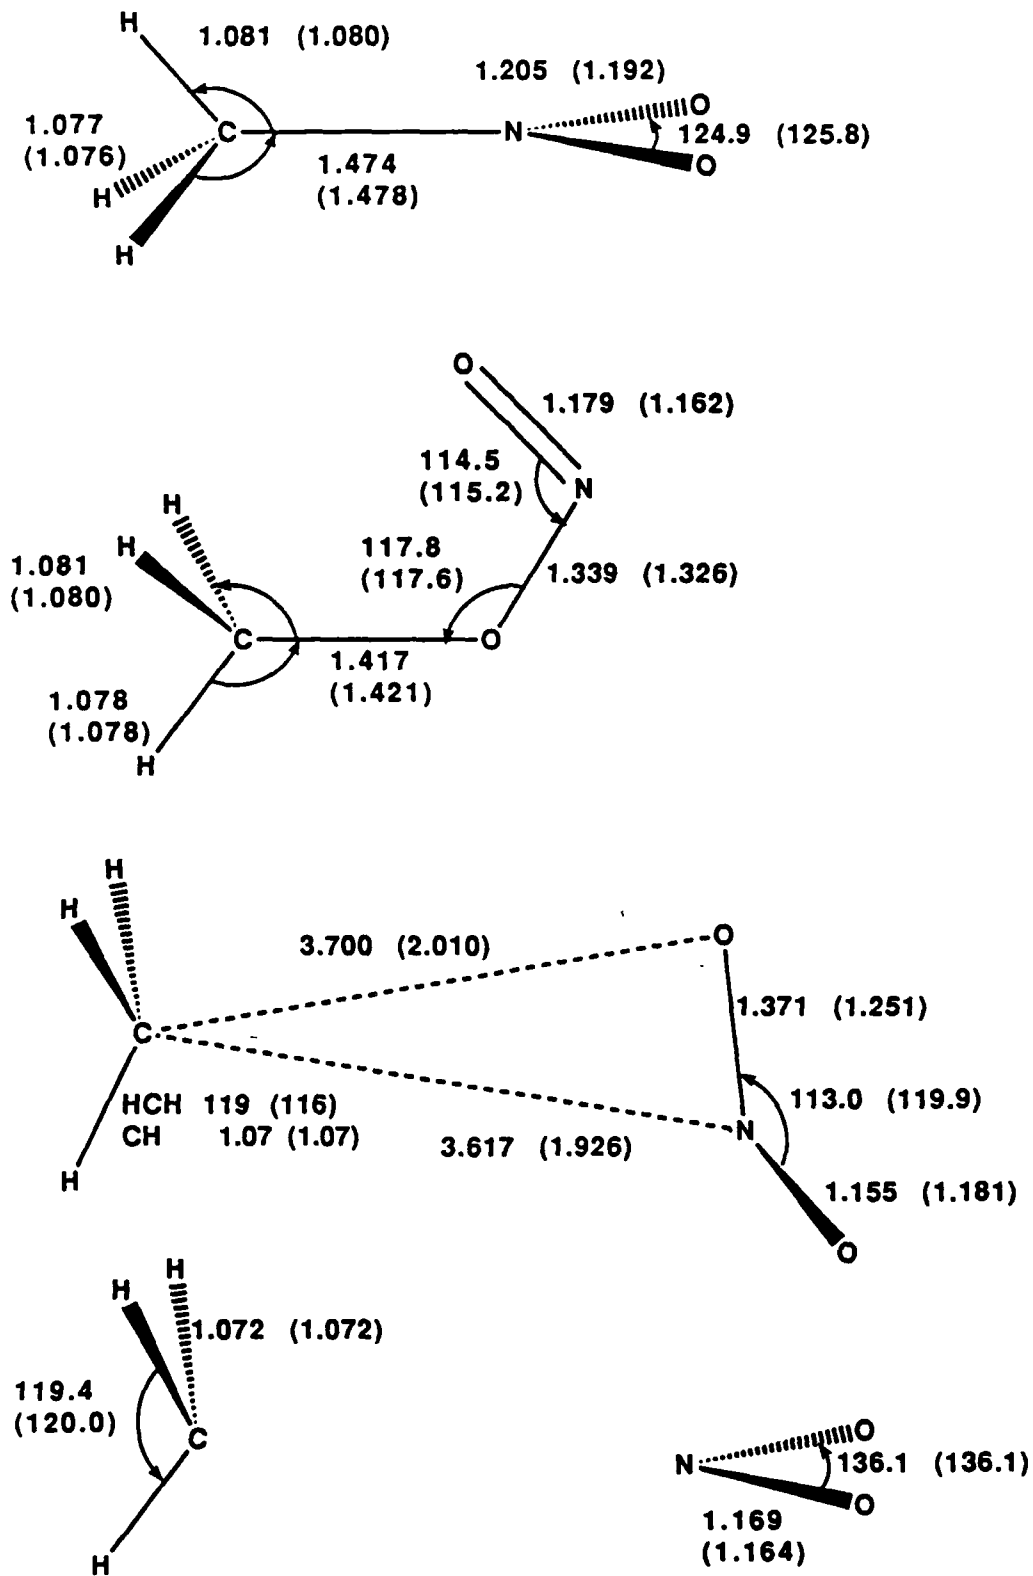 H
1.081 (1.080)
1.205 (1.192)
O
1.077
(1.076)
C
N
124.9 (125.8)
1.474
(1.478)
O
H
H
O
1.179 (1.162)
114.5
(115.2)
N
H
H
1.081
(1.080)
117.8
(117.6)
1.339 (1.326)
C
O
1.417
(1.421)
1.078
(1.078)
H
H
H
3.700 (2.010)
O
1.371 (1.251)
C
HCH 119 (116)
CH 1.07 (1.07)
113.0 (119.9)
N
3.617 (1.926)
H
1.155 (1.181)
O
H
H
1.072 (1.072)
119.4
(120.0)
C
O
N
136.1 (136.1)
O
1.169
(1.164)
H